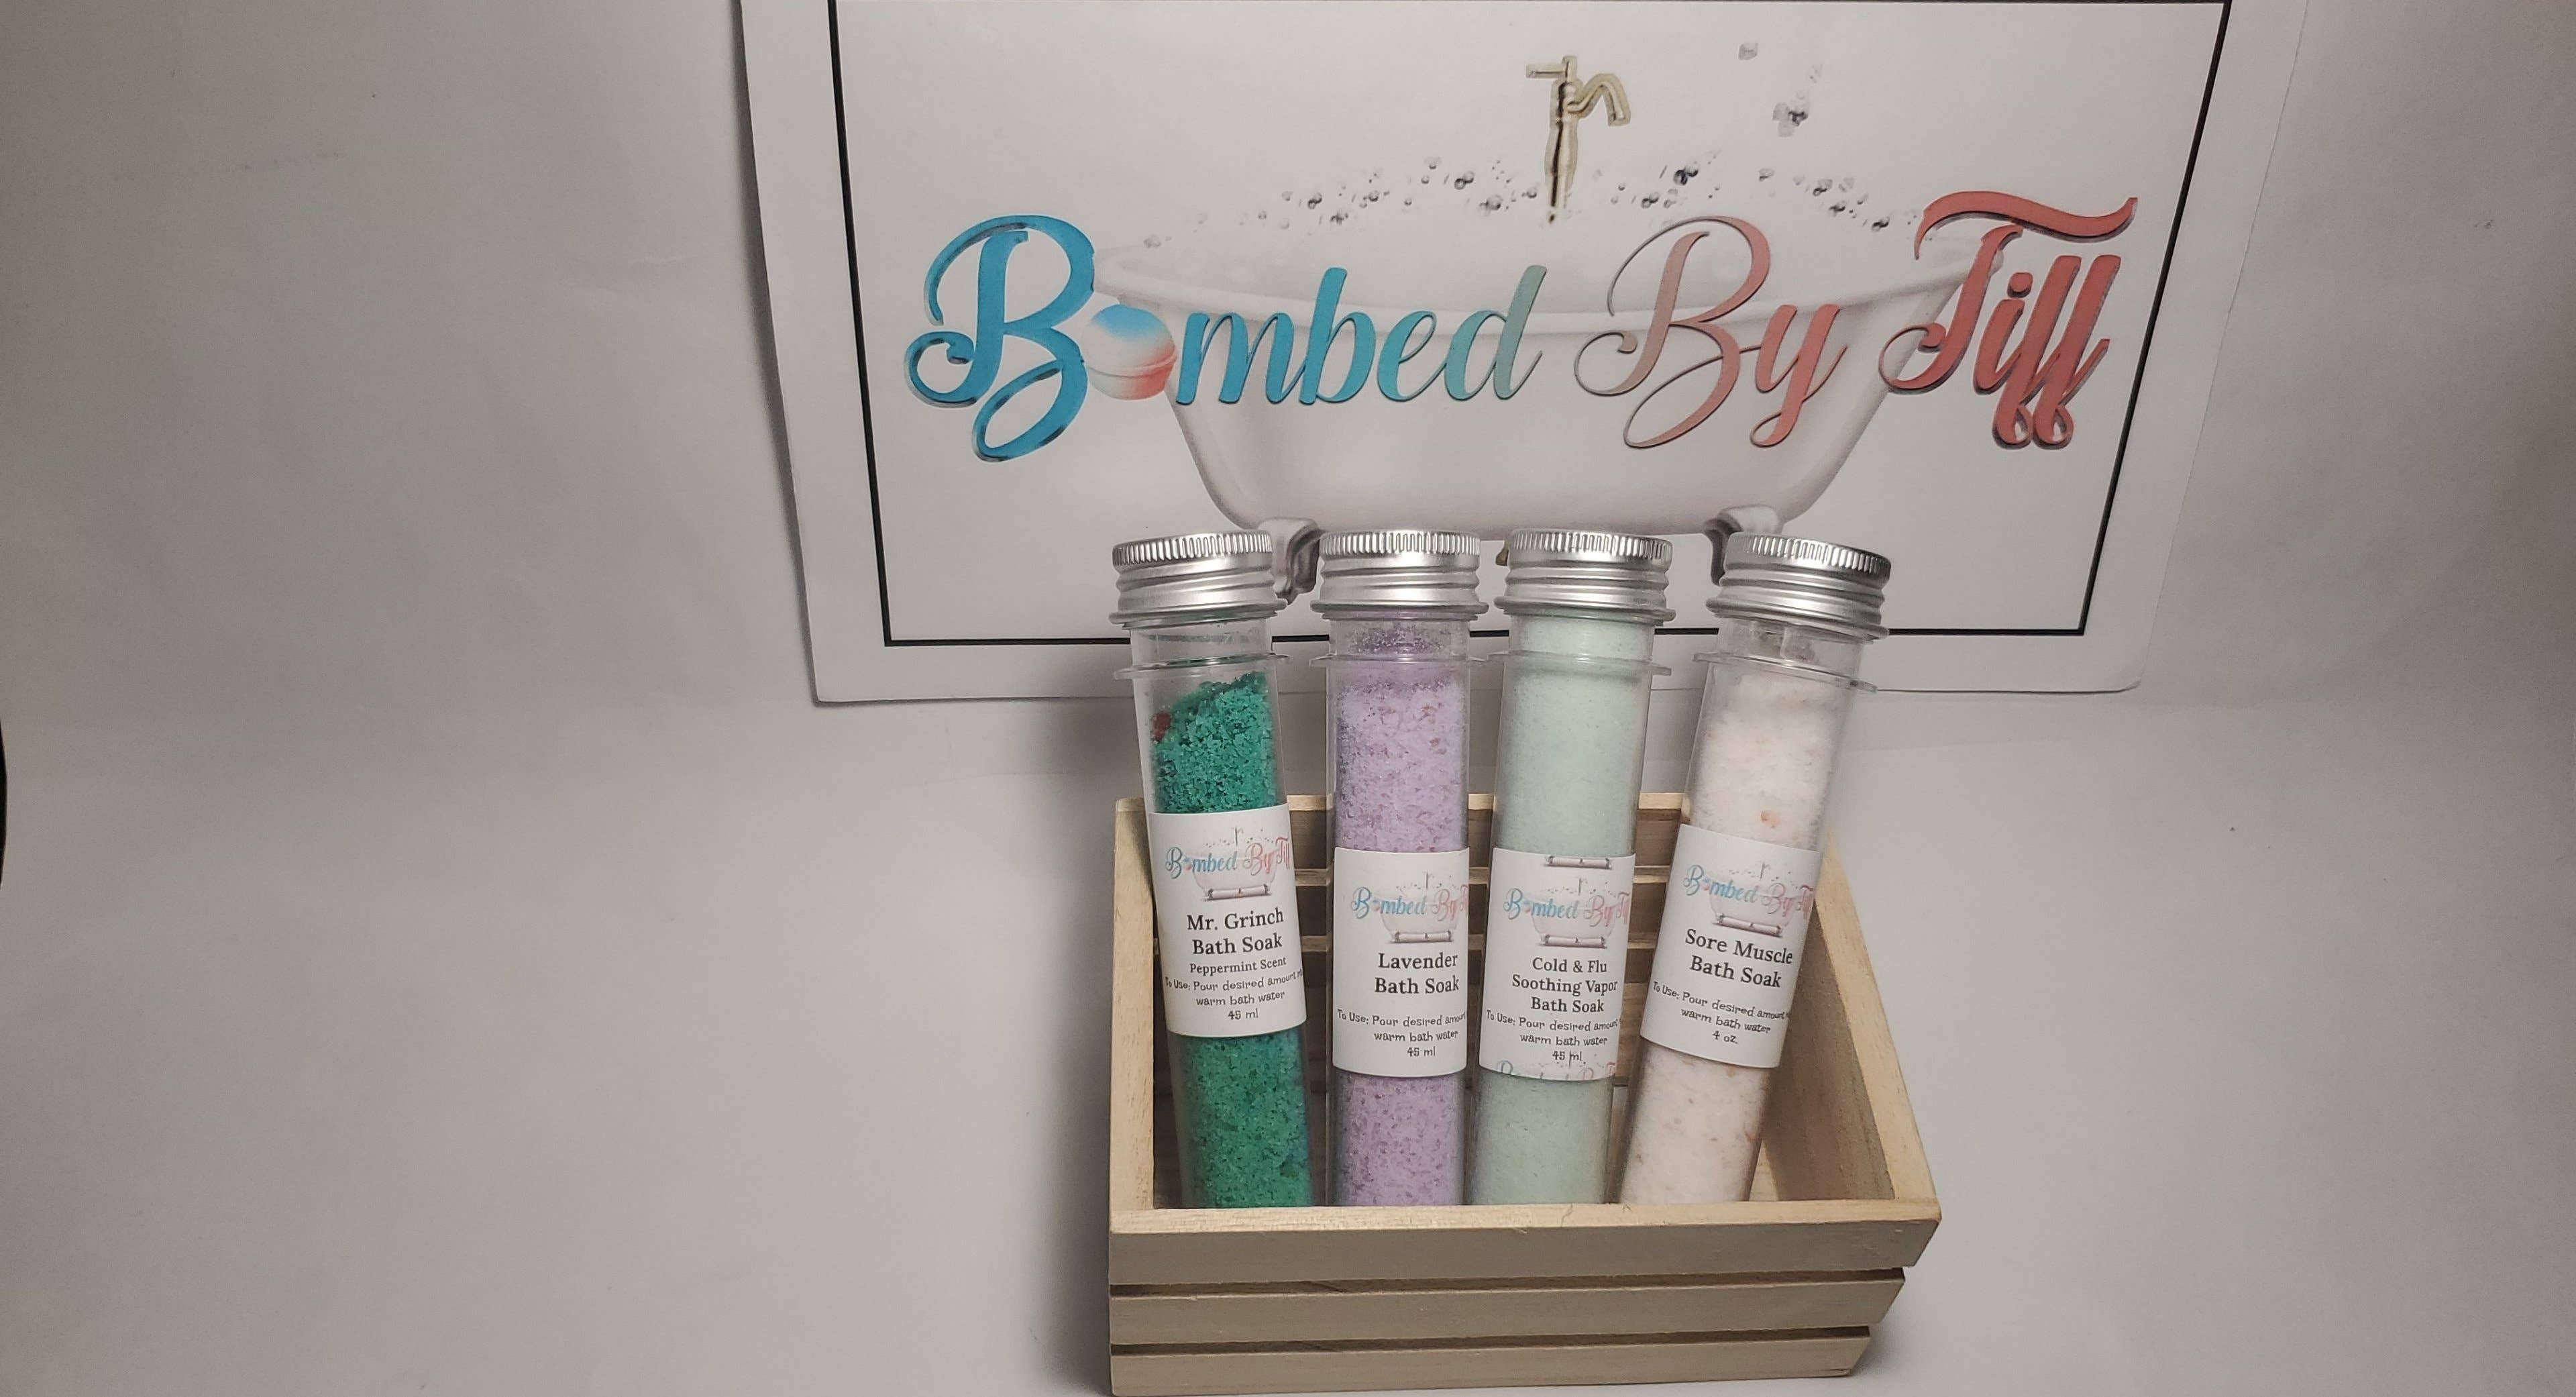 Bombed By Tiff
Bombed By Tiff
Mr. Grinch
Bath Soak
Peppermint Scent
To Use: Pour desired amount
warm bath water
45 ml
Bombed By T
Lavender
Bath Soak
To Use: Pour desired amount
warm bath water
45 ml
Bombed By Tif
Cold & Flu
Soothing Vapor
Bath Soak
To Use: Pour desired amount
warm bath water
45 ml
Bombed By Tif
Sore Muscle
Bath Soak
To Use: Pour desired amount
warm bath water
4 oz.